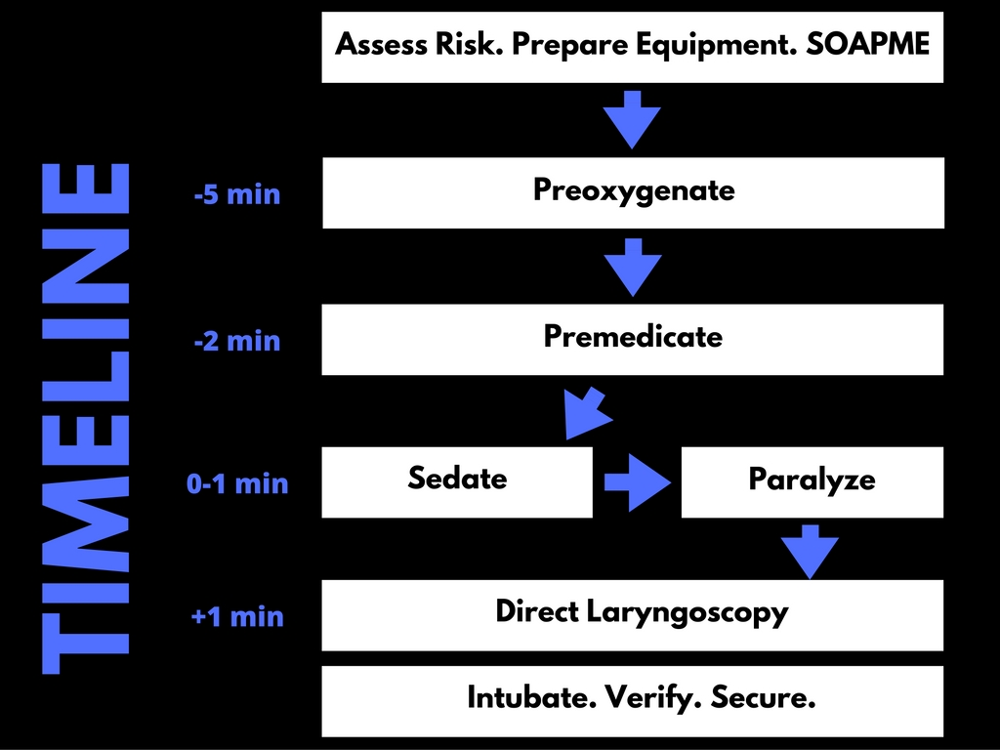 Assess Risk. Prepare Equipment. SOAPME
TIMELINE
-5 min
Preoxygenate
-2 min
Premedicate
0-1 min
Sedate
Paralyze
+1 min
Direct Laryngoscopy
Intubate. Verify. Secure.